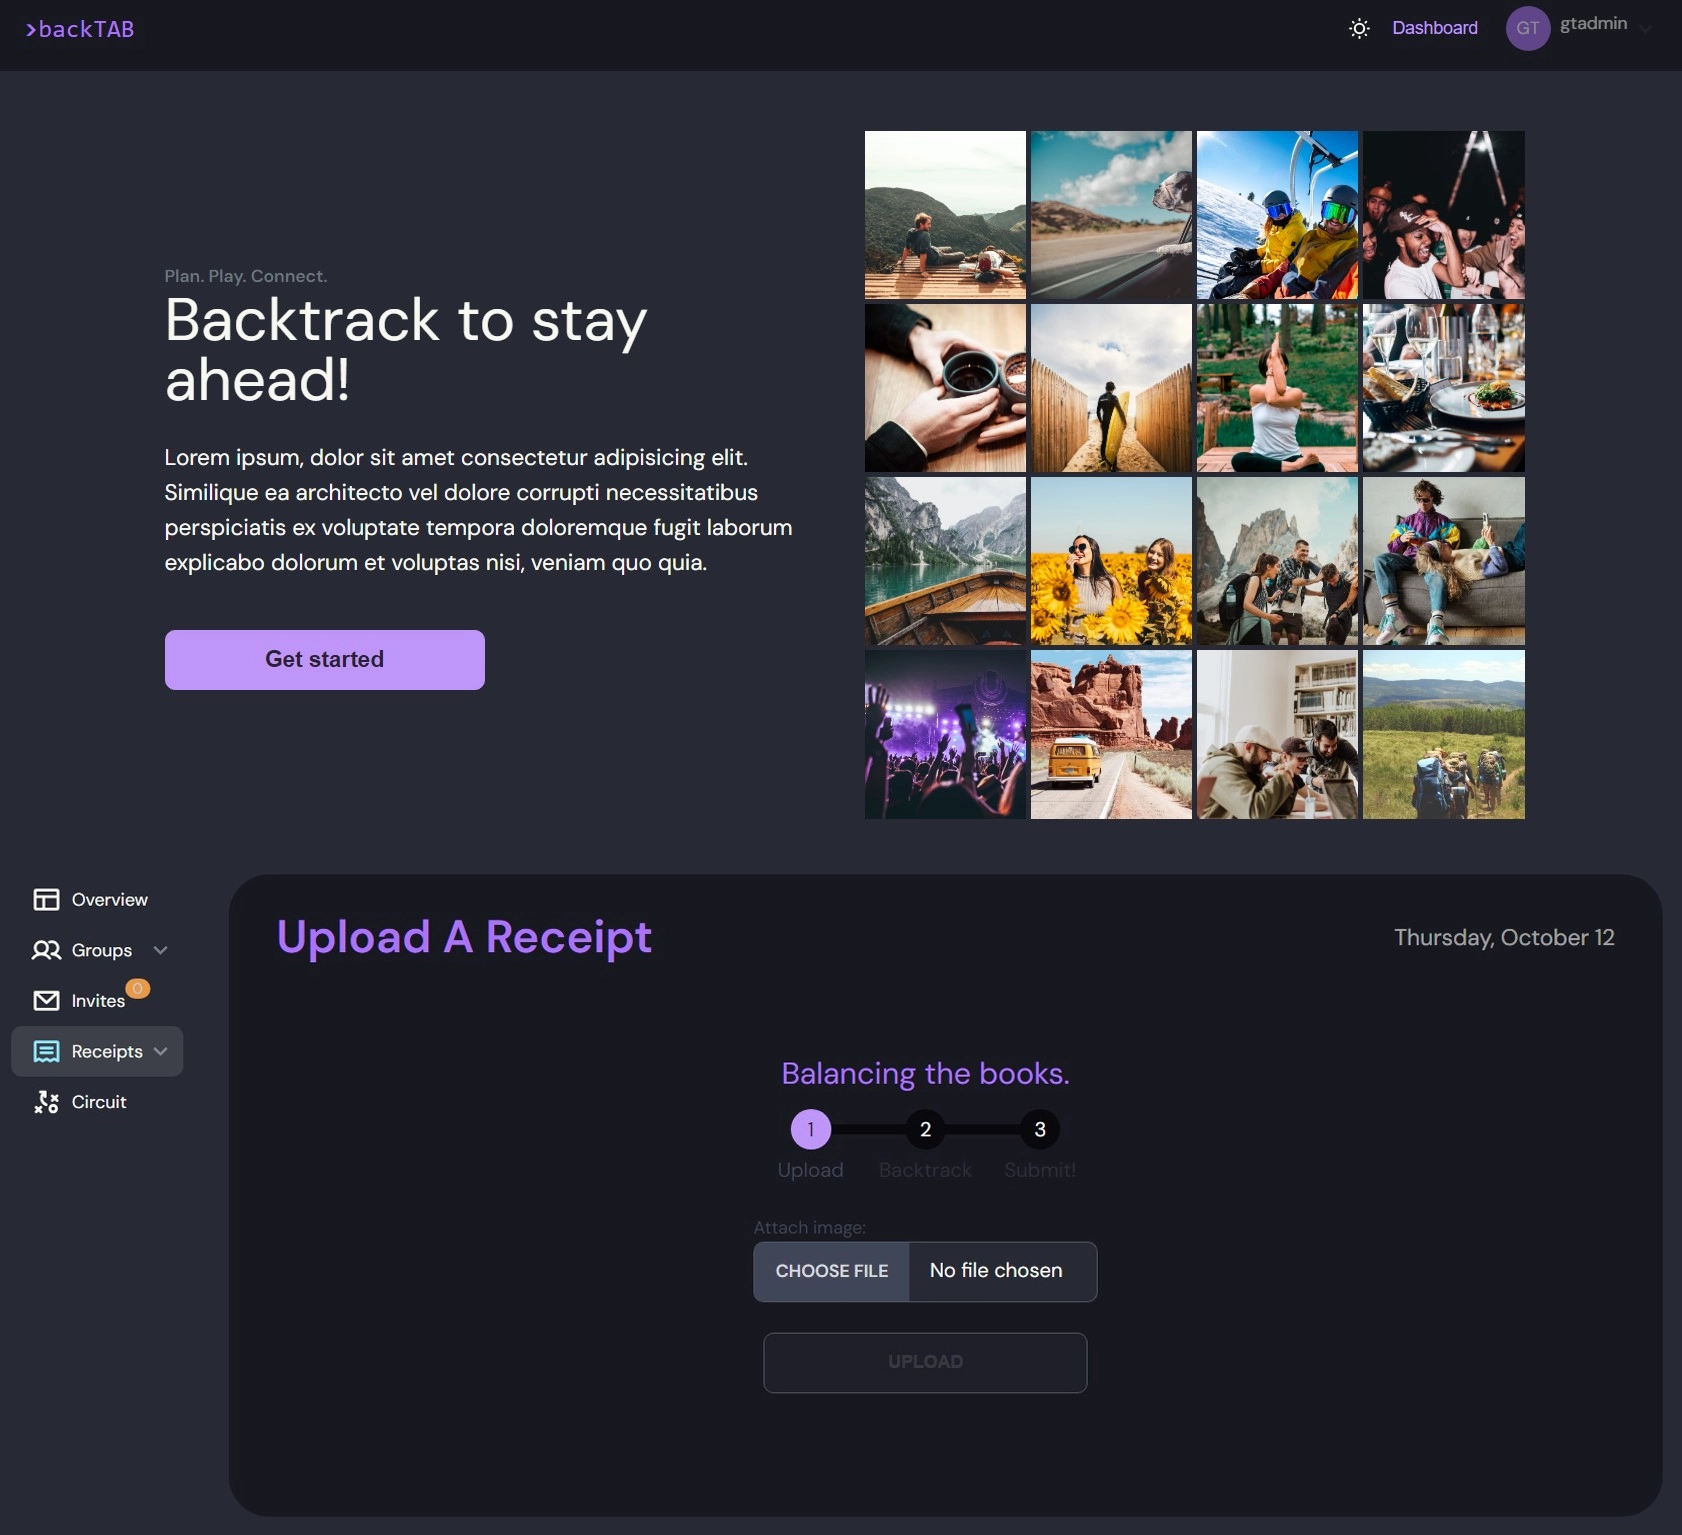 >backTAB
Dashboard
GT
gtadmin
Plan. Play. Connect.
Backtrack to stay
ahead!
Lorem ipsum, dolor sit amet consectetur adipisicing elit.
Similique ea architecto vel dolore corrupti necessitatibus
perspiciatis ex voluptate tempora doloremque fugit laborum
explicabo dolorum et voluptas nisi, veniam quo quia.
Get started
Overview
Groups
Invites
0
Receipts
Circuit
Upload A Receipt
Thursday, October 12
Balancing the books.
1 2 3
Upload Backtrack Submit!
Attach image:
CHOOSE FILE No file chosen
UPLOAD